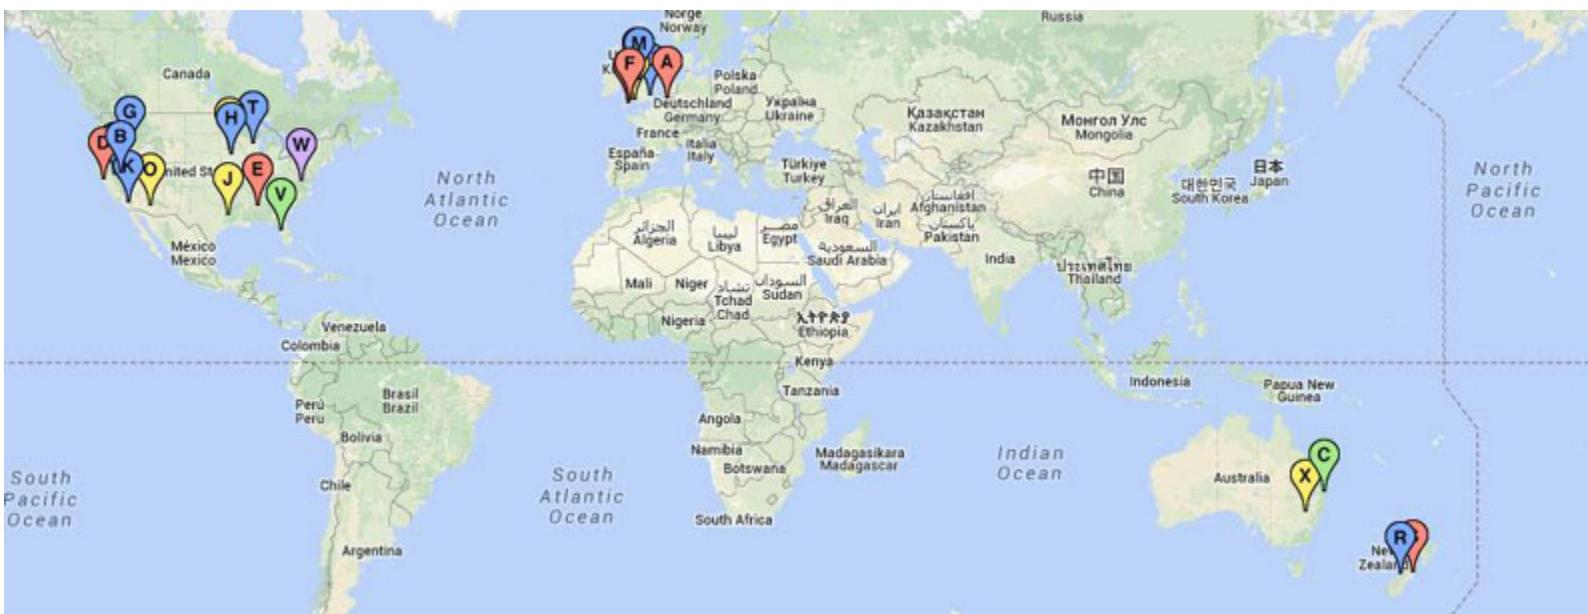 Norge
Norway
Russia
Canada
M
F
A
Polska
Poland
Deutschland
Germany
Україна
Ukraine
Қазақстан
Kazakhstan
Монгол Улс
Mongolia
G
T
H
B
D
France
Italia
Italy
España
Spain
W
Türkiye
Turkey
中国
China
日本
Japan
대한민국
South Korea
North
Atlantic
Ocean
North
Pacific
Ocean
K
O
nited St
J
E
V
العراق
Iraq
ایران
Iran
افغانستان
Afghanistan
پاکستان
Pakistan
México
Mexico
الجزائر
Algeria
ليبيا
Libya
مصر
Egypt
السعودية
Saudi Arabia
India
ประเทศไทย
Thailand
Mali
Niger
تشاد
Tchad
Chad
السودان
Sudan
Nigeria
ኢትዮጵያ
Ethiopia
Venezuela
Colombia
Kenya
Tanzania
Indonesia
Papua New
Guinea
Perú
Peru
Brasil
Brazil
Angola
Bolivia
Namibia
Botswana
Madagasikara
Madagascar
Indian
Ocean
Australia
C
X
South
Pacific
Ocean
Chile
South
Atlantic
Ocean
South Africa
Argentina
R
New
Zealand